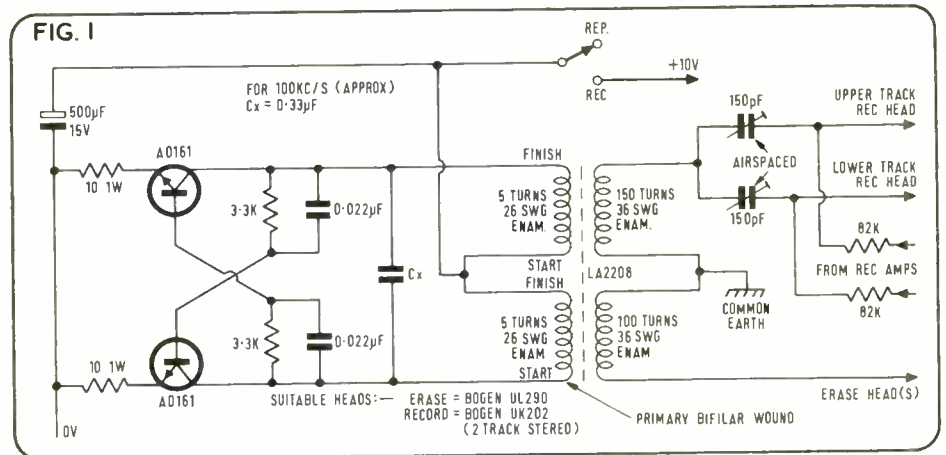 FIG. 1
REP.
REC
+10V
FOR 100KC/S (APPROX)
Cx = 0·33µF
500µF
15V
AD161
10 1W
3·3K
0·022µF
Cx
3·3K
0·022µF
10 1W
AD161
0V
FINISH
5 TURNS
26 SWG
ENAM.
START
FINISH
5 TURNS
26 SWG
ENAM
START
150 TURNS
36 SWG
ENAM.
LA2208
100 TURNS
36 SWG
ENAM
150pF
AIRSPACED
150pF
UPPER TRACK
REC HEAD
LOWER TRACK
REC HEAD
82K
FROM REC AMPS
82K
COMMON
EARTH
ERASE HEAD(S)
PRIMARY BIFILAR WOUND
SUITABLE HEADS:— ERASE = BOGEN UL290
RECORD = BOGEN UK202
(2 TRACK STEREO)